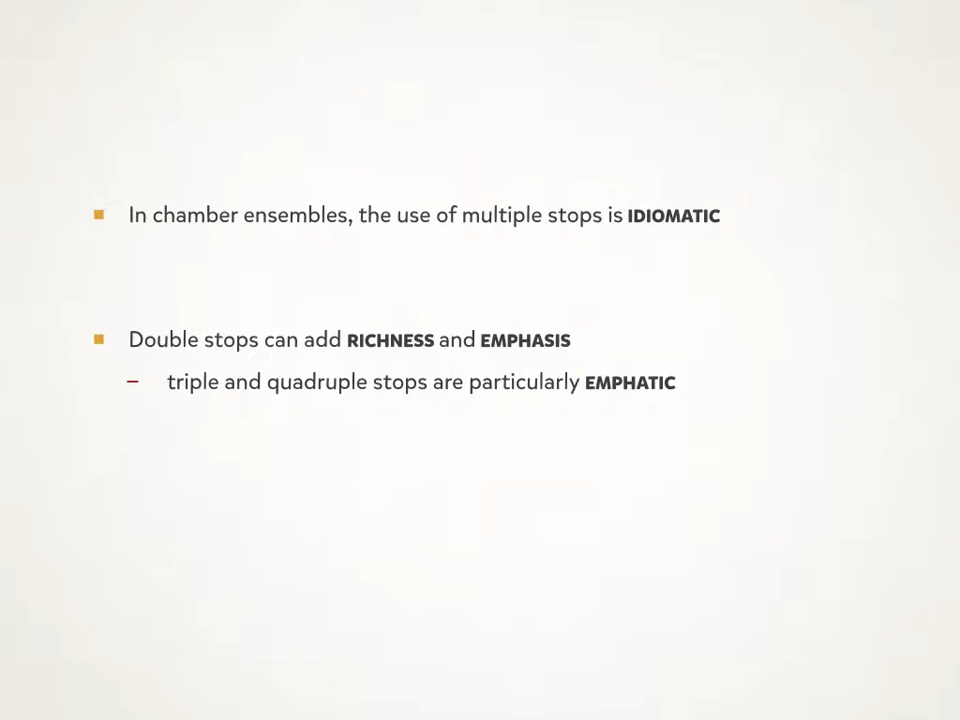 In chamber ensembles, the use of multiple stops is IDIOMATIC
Double stops can add RICHNESS and EMPHASIS
– triple and quadruple stops are particularly EMPHATIC